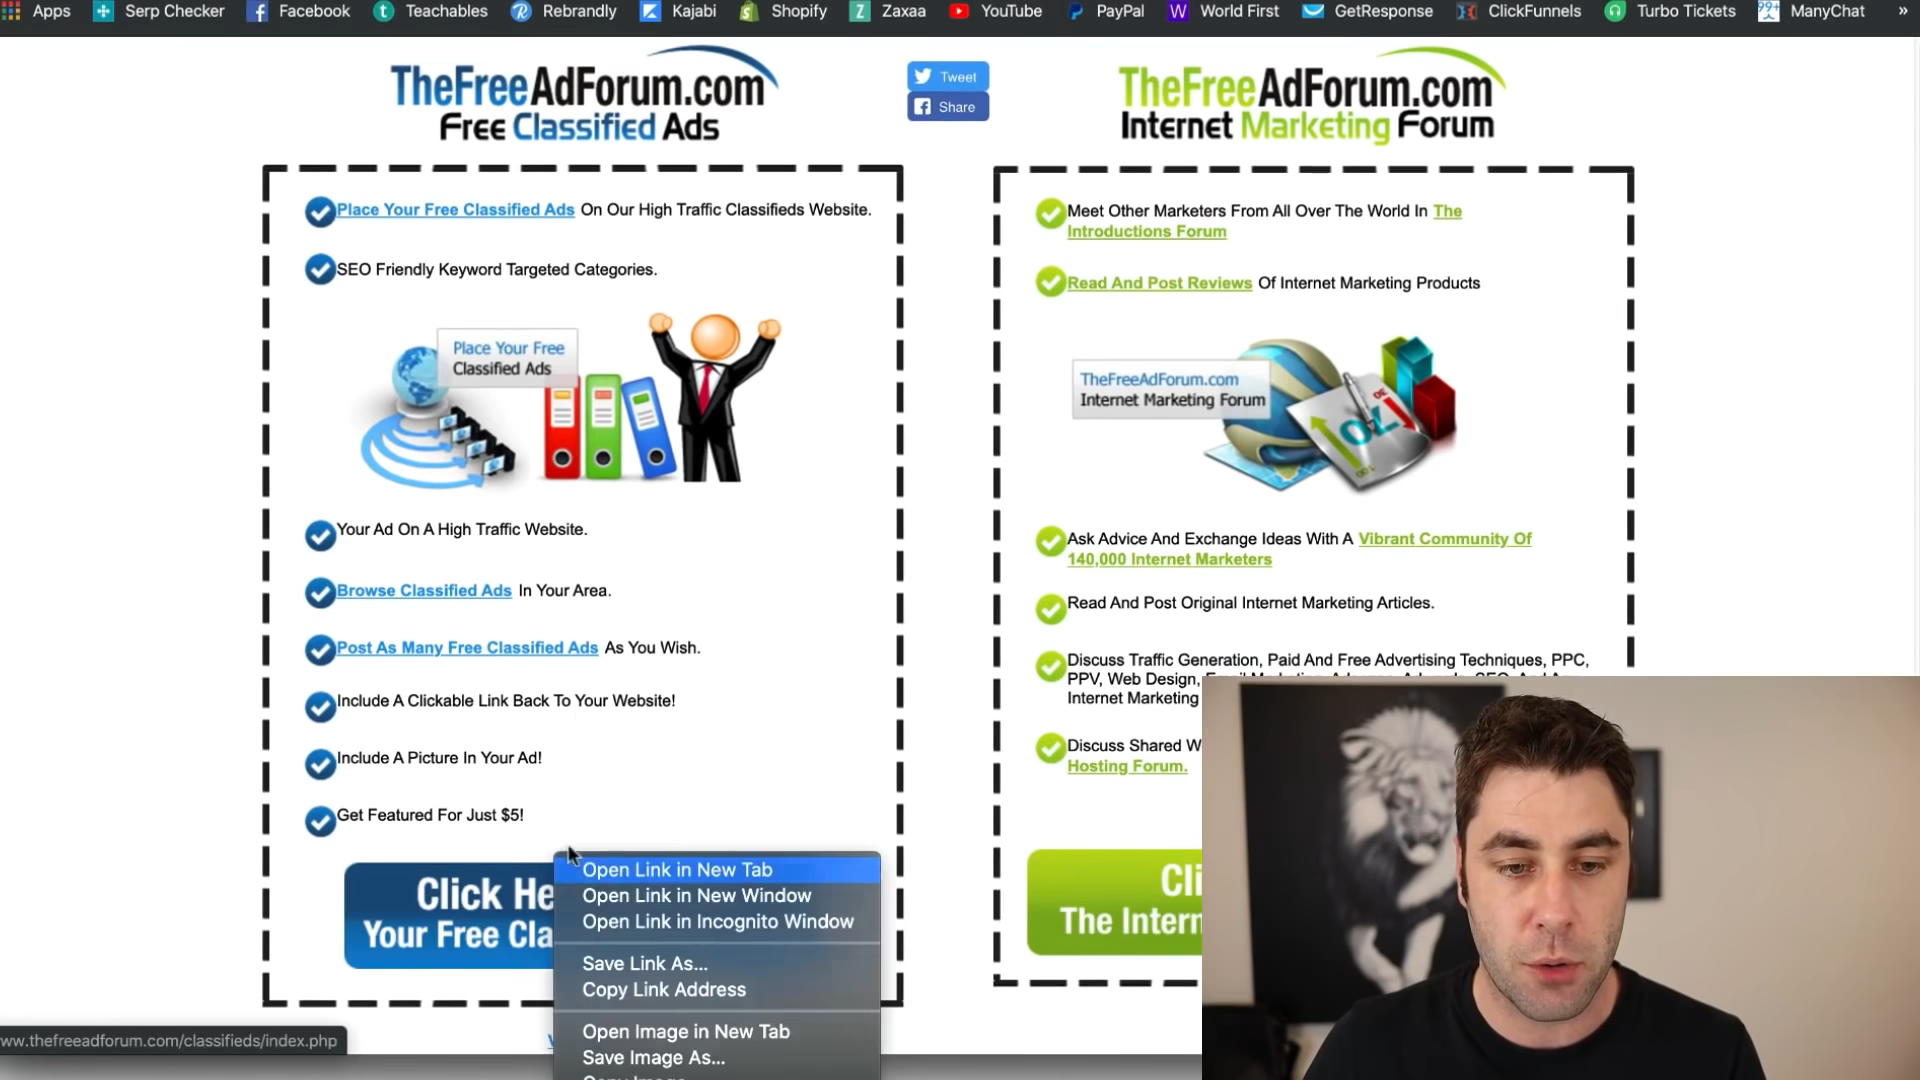 Apps
Serp Checker
Facebook
Teachables
Rebrandly
Kajabi
Shopify
Zaxaa
YouTube
PayPal
World First
GetResponse
ClickFunnels
Turbo Tickets
99+
ManyChat
»
TheFreeAdForum.com
Free Classified Ads
Tweet
Share
TheFreeAdForum.com
Internet Marketing Forum
Place Your Free Classified Ads On Our High Traffic Classifieds Website.
SEO Friendly Keyword Targeted Categories.
Place Your Free
Classified Ads
Your Ad On A High Traffic Website.
Browse Classified Ads In Your Area.
Post As Many Free Classified Ads As You Wish.
Include A Clickable Link Back To Your Website!
Include A Picture In Your Ad!
Get Featured For Just $5!
Click He
Your Free Cla
Meet Other Marketers From All Over The World In The
Introductions Forum
Read And Post Reviews Of Internet Marketing Products
TheFreeAdForum.com
Internet Marketing Forum
Ask Advice And Exchange Ideas With A Vibrant Community Of
140,000 Internet Marketers
Read And Post Original Internet Marketing Articles.
Discuss Traffic Generation, Paid And Free Advertising Techniques, PPC,
PPV, Web Design,
Internet Marketing
Discuss Shared W
Hosting Forum.
Cli
The Intern
Open Link in New Tab
Open Link in New Window
Open Link in Incognito Window
Save Link As...
Copy Link Address
Open Image in New Tab
Save Image As...
ww.thefreeadforum.com/classifieds/index.php